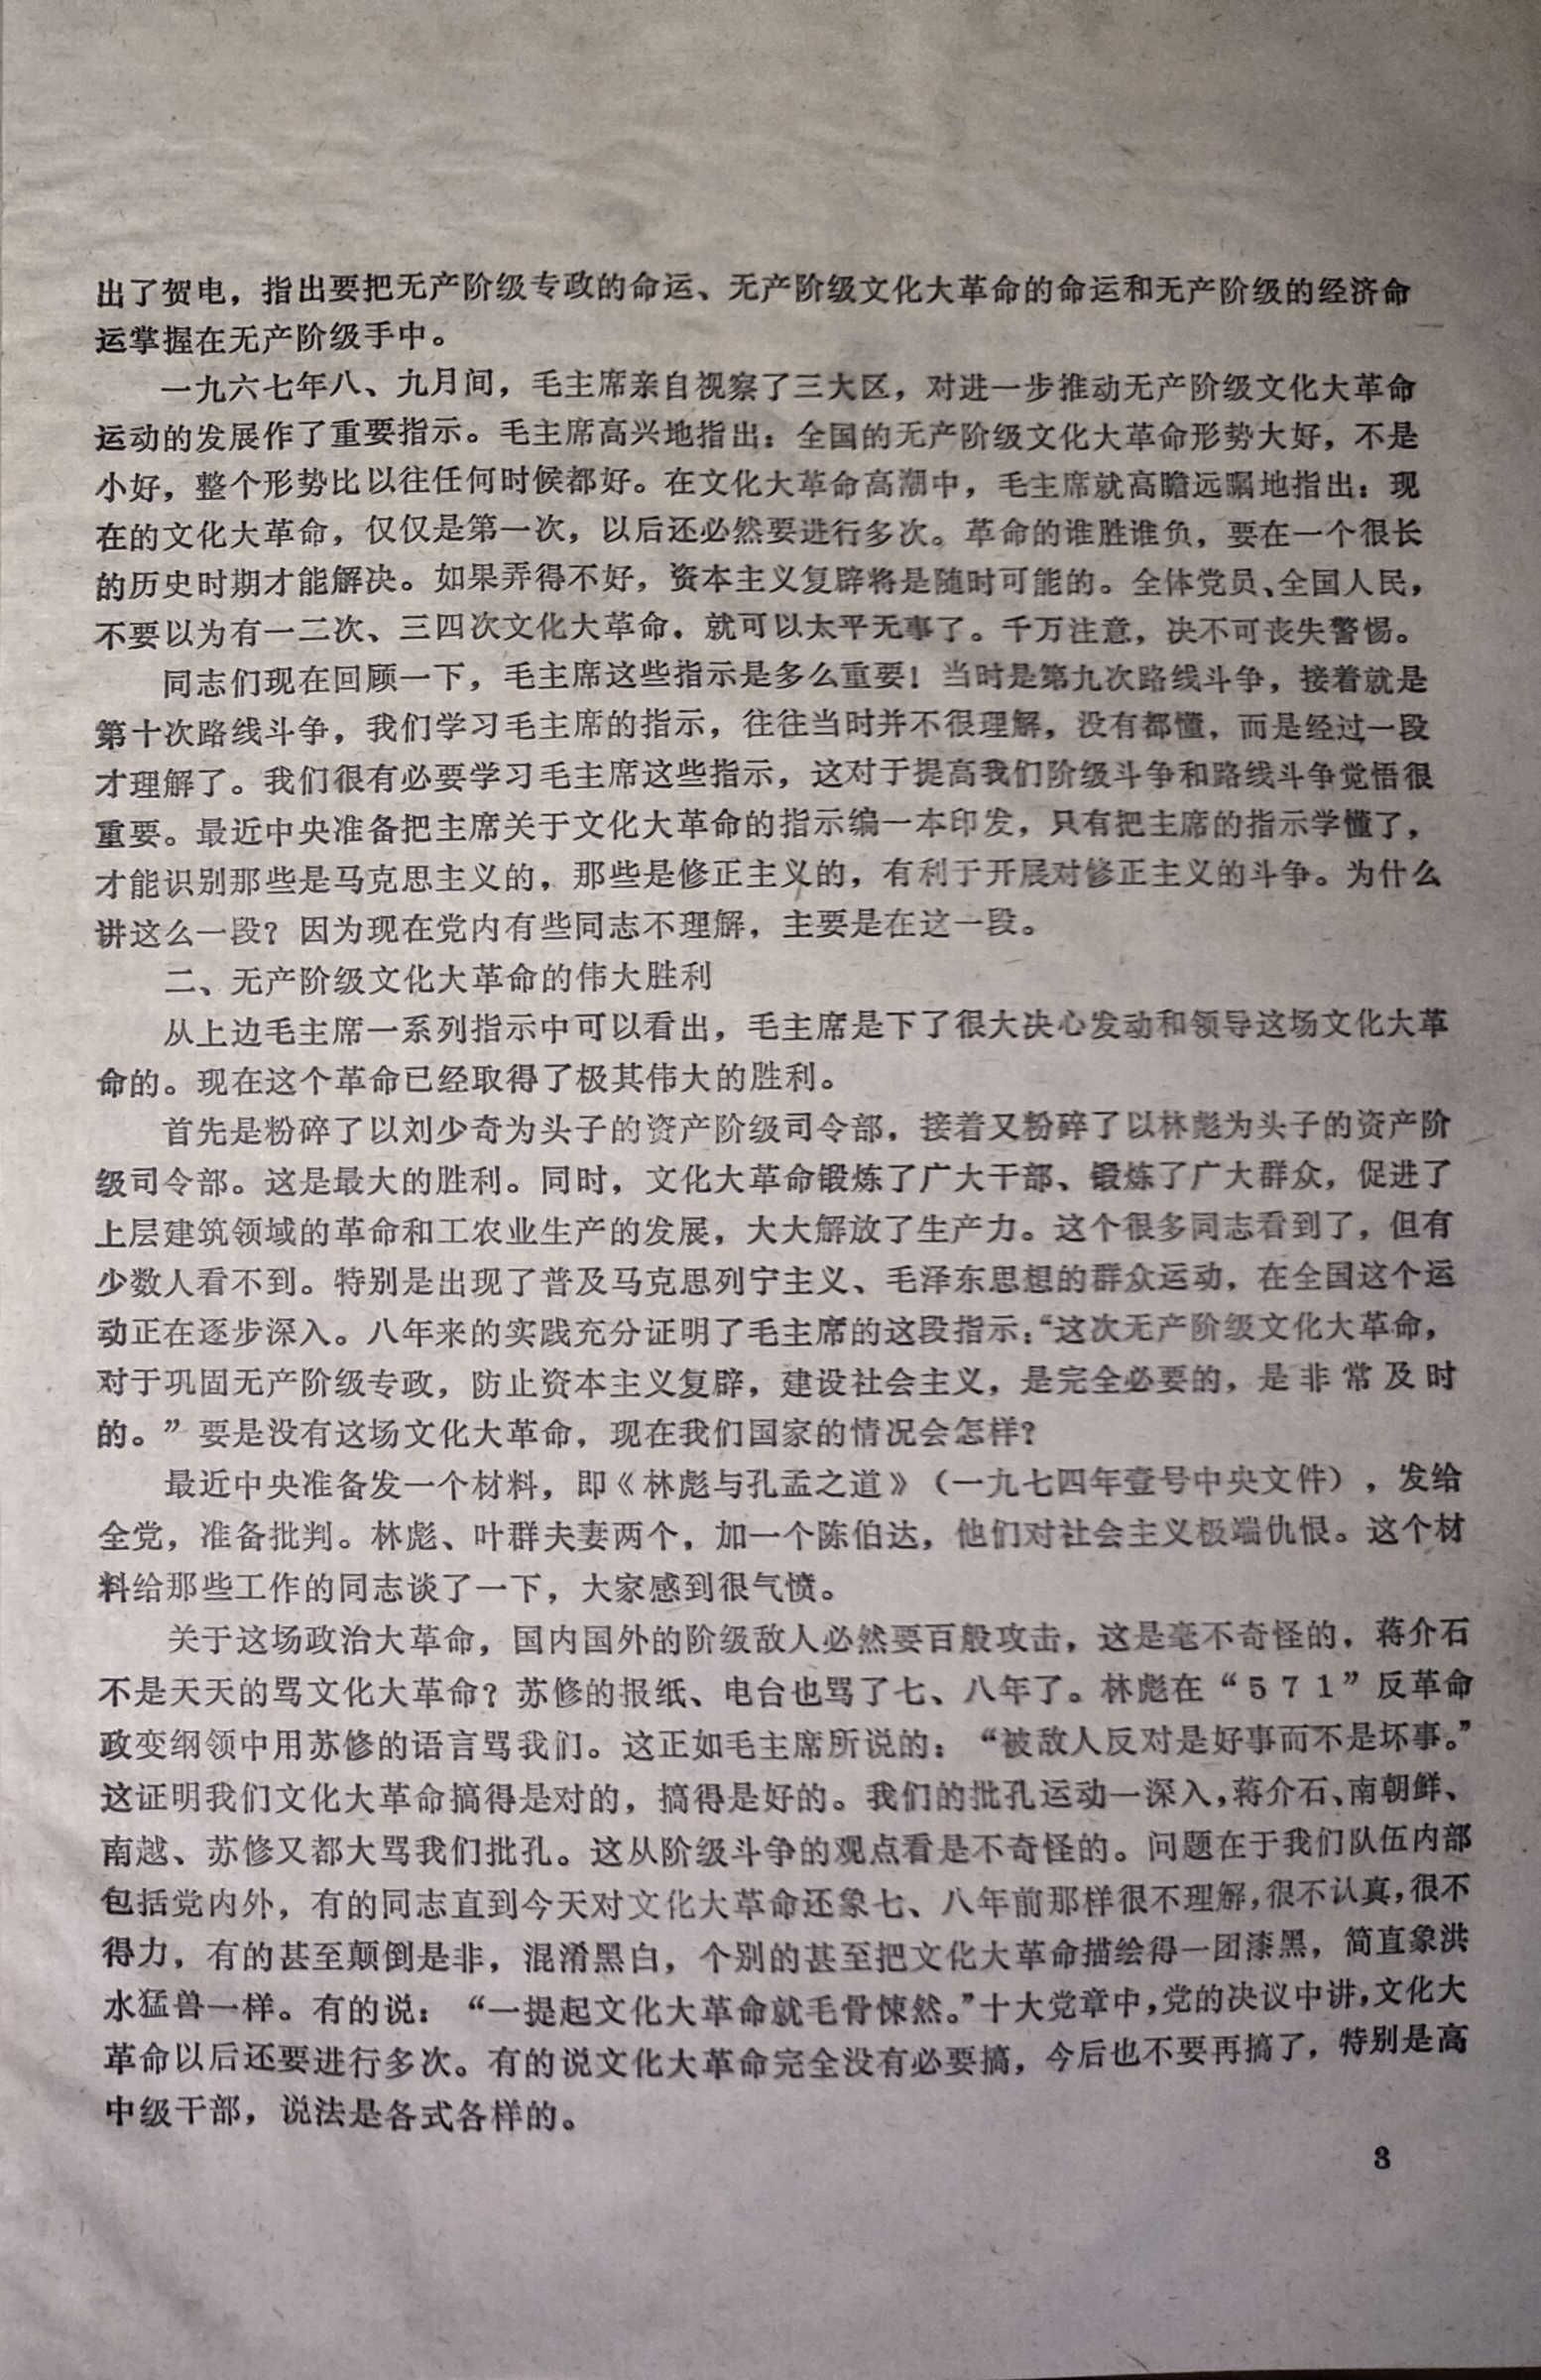 出了贺电，指出要把无产阶级专政的命运、无产阶级文化大革命的命运和无产阶级的经济命
运掌握在无产阶级手中。
一九六七年八、九月间，毛主席亲自视察了三大区，对进一步推动无产阶级文化大革命
运动的发展作了重要指示。毛主席高兴地指出：全国的无产阶级文化大革命形势大好，不是
小好，整个形势比以往任何时候都好。在文化大革命高潮中，毛主席就高瞻远瞩地指出：现
在的文化大革命，仅仅是第一次，以后还必然要进行多次。革命的谁胜谁负，要在一个很长
的历史时期才能解决。如果弄得不好，资本主义复辟将是随时可能的。全体党员、全国人民，
不要以为有一二次、三四次文化大革命，就可以太平无事了。千万注意，决不可丧失警惕。
同志们现在回顾一下，毛主席这些指示是多么重要！当时是第九次路线斗争，接着就是
第十次路线斗争，我们学习毛主席的指示，往往当时并不很理解，没有都懂，而是经过一段
才理解了。我们很有必要学习毛主席这些指示，这对于提高我们阶级斗争和路线斗争觉悟很
重要。最近中央准备把主席关于文化大革命的指示编一本印发，只有把主席的指示学懂了，
才能识别那些是马克思主义的，那些是修正主义的，有利于开展对修正主义的斗争。为什么
讲这么一段？因为现在党内有些同志不理解，主要是在这一段。
二、无产阶级文化大革命的伟大胜利
从上边毛主席一系列指示中可以看出，毛主席是下了很大决心发动和领导这场文化大革
命的。现在这个革命已经取得了极其伟大的胜利。
首先是粉碎了以刘少奇为头子的资产阶级司令部，接着又粉碎了以林彪为头子的资产阶
级司令部。这是最大的胜利。同时，文化大革命锻炼了广大干部、锻炼了广大群众，促进了
上层建筑领域的革命和工农业生产的发展，大大解放了生产力。这个很多同志看到了，但有
少数人看不到。特别是出现了普及马克思列宁主义、毛泽东思想的群众运动，在全国这个运
动正在逐步深入。八年来的实践充分证明了毛主席的这段指示：“这次无产阶级文化大革命，
对于巩固无产阶级专政，防止资本主义复辟，建设社会主义，是完全必要的，是非常及时
的。”要是没有这场文化大革命，现在我们国家的情况会怎样？
最近中央准备发一个材料，即《林彪与孔孟之道》（一九七四年壹号中央文件），发给
全党，准备批判。林彪、叶群夫妻两个，加一个陈伯达，他们对社会主义极端仇恨。这个材
料给那些工作的同志谈了一下，大家感到很气愤。
关于这场政治大革命，国内国外的阶级敌人必然要百般攻击，这是毫不奇怪的，蒋介石
不是天天的骂文化大革命？苏修的报纸、电台也骂了七、八年了。林彪在“571”反革命
政变纲领中用苏修的语言骂我们。这正如毛主席所说的：“被敌人反对是好事而不是坏事。”
这证明我们文化大革命搞得是对的，搞得是好的。我们的批孔运动一深入，蒋介石、南朝鲜、
南越、苏修又都大骂我们批孔。这从阶级斗争的观点看是不奇怪的。问题在于我们队伍内部
包括党内外，有的同志直到今天对文化大革命还象七、八年前那样很不理解，很不认真，很不
得力，有的甚至颠倒是非，混淆黑白，个别的甚至把文化大革命描绘得一团漆黑，简直象洪
水猛兽一样。有的说：“一提起文化大革命就毛骨悚然。”十大党章中，党的决议中讲，文化大
革命以后还要进行多次。有的说文化大革命完全没有必要搞，今后也不要再搞了，特别是高
中级干部，说法是各式各样的。
3